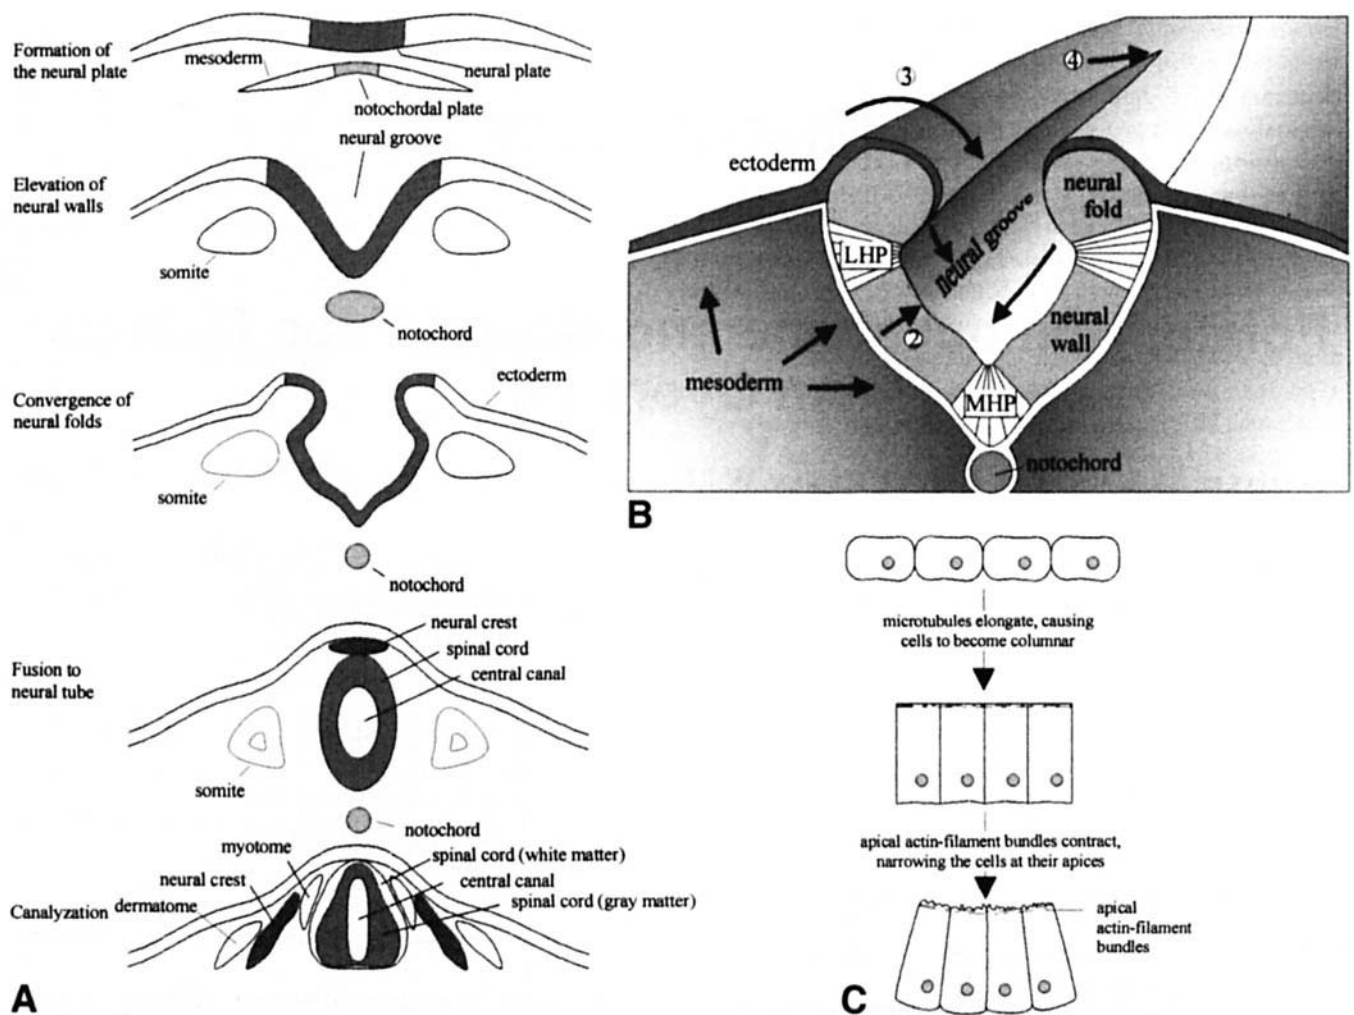 Formation of
the neural plate
mesoderm
neural plate
notochordal plate
neural groove
Elevation of
neural walls
somite
notochord
Convergence of
neural folds
ectoderm
somite
notochord
neural crest
spinal cord
central canal
Fusion to
neural tube
somite
notochord
myotome
spinal cord (white matter)
neural crest
central canal
spinal cord (gray matter)
Canalyzation
dermatome
A
3
4
ectoderm
neural
fold
neural groove
LHP
2
neural
wall
mesoderm
MHP
notochord
B
microtubules elongate, causing
cells to become columnar
apical actin-filament bundles contract,
narrowing the cells at their apices
apical
actin-filament
bundles
C